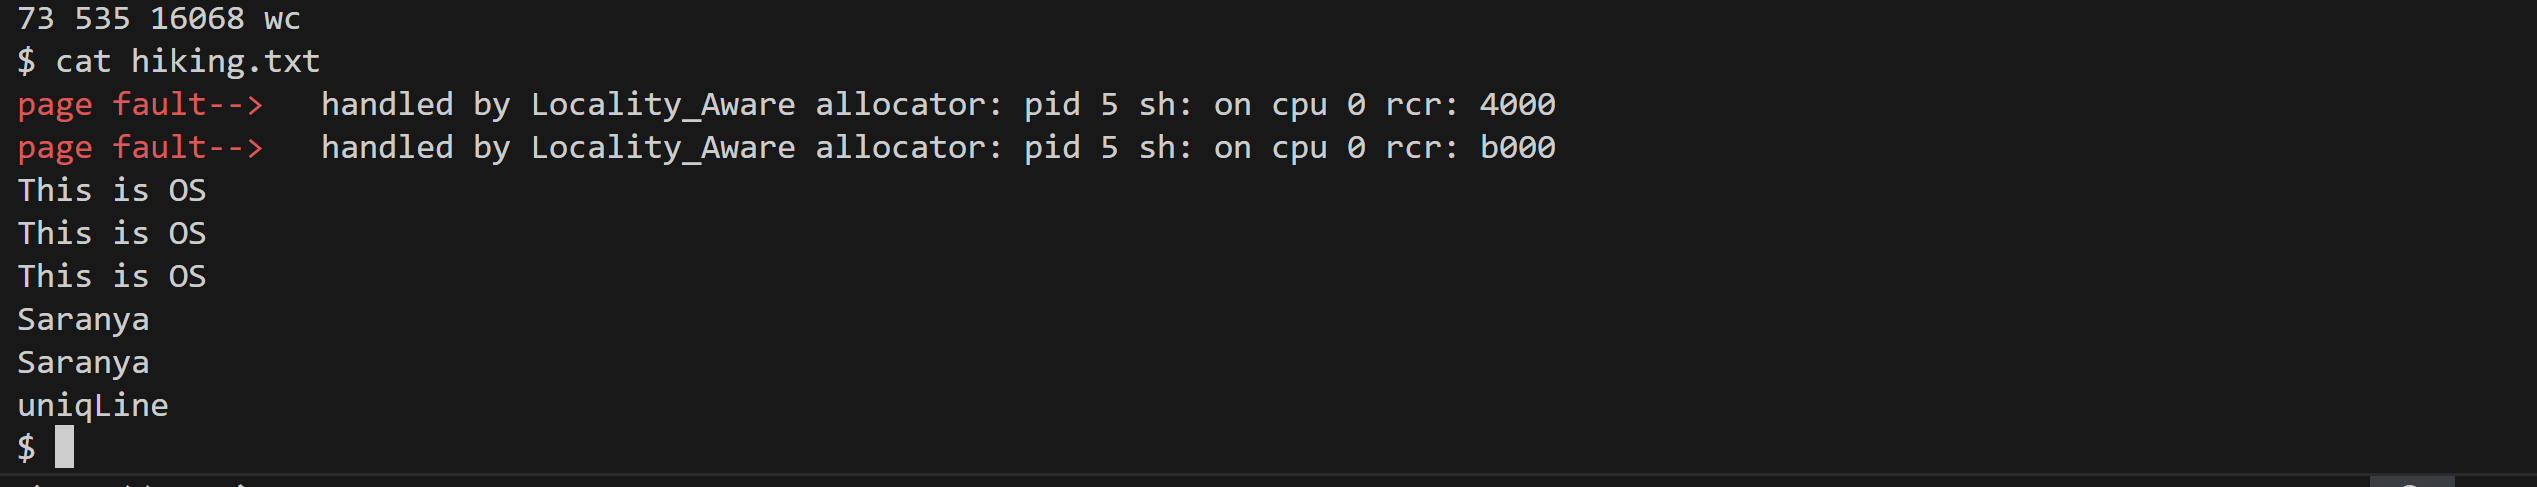 73 535 16068 wc
$ cat hiking.txt
page fault-->   handled by Locality_Aware allocator: pid 5 sh: on cpu 0 rcr: 4000
page fault-->   handled by Locality_Aware allocator: pid 5 sh: on cpu 0 rcr: b000
This is OS
This is OS
This is OS
Saranya
Saranya
uniqLine
$